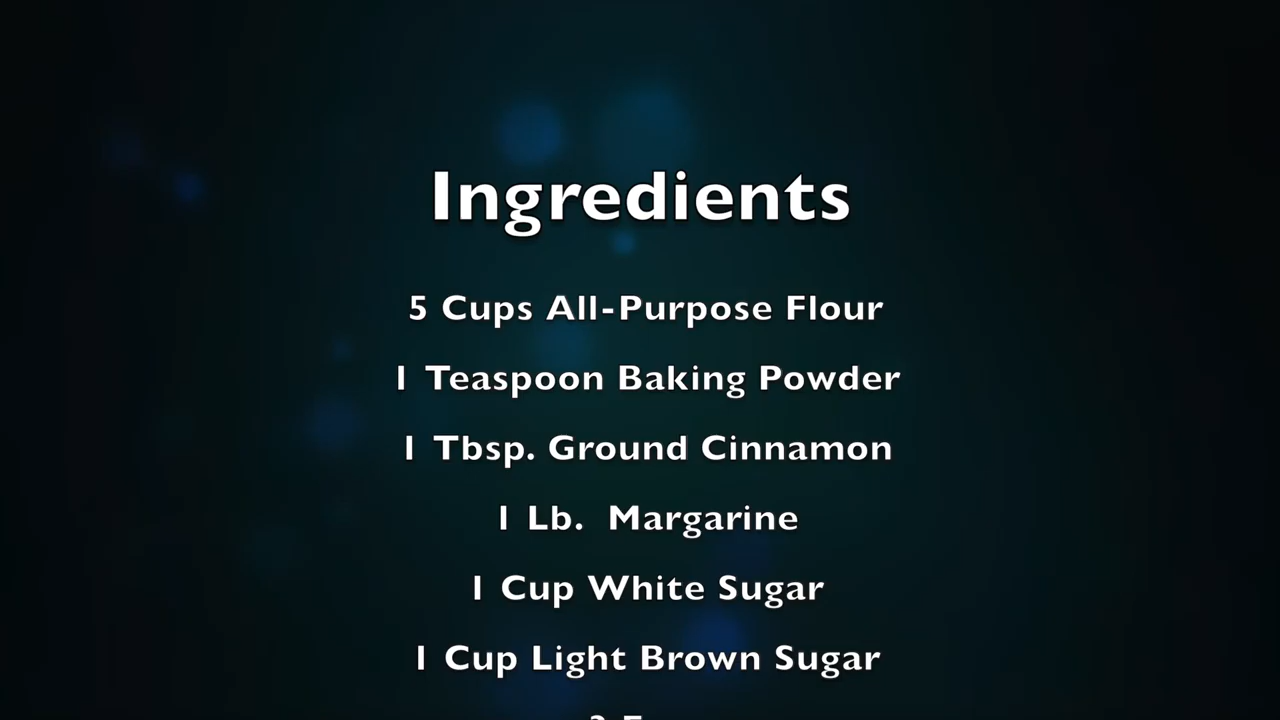 Ingredients
5 Cups All-Purpose Flour
1 Teaspoon Baking Powder
1 Tbsp. Ground Cinnamon
1 Lb.  Margarine
1 Cup White Sugar
1 Cup Light Brown Sugar